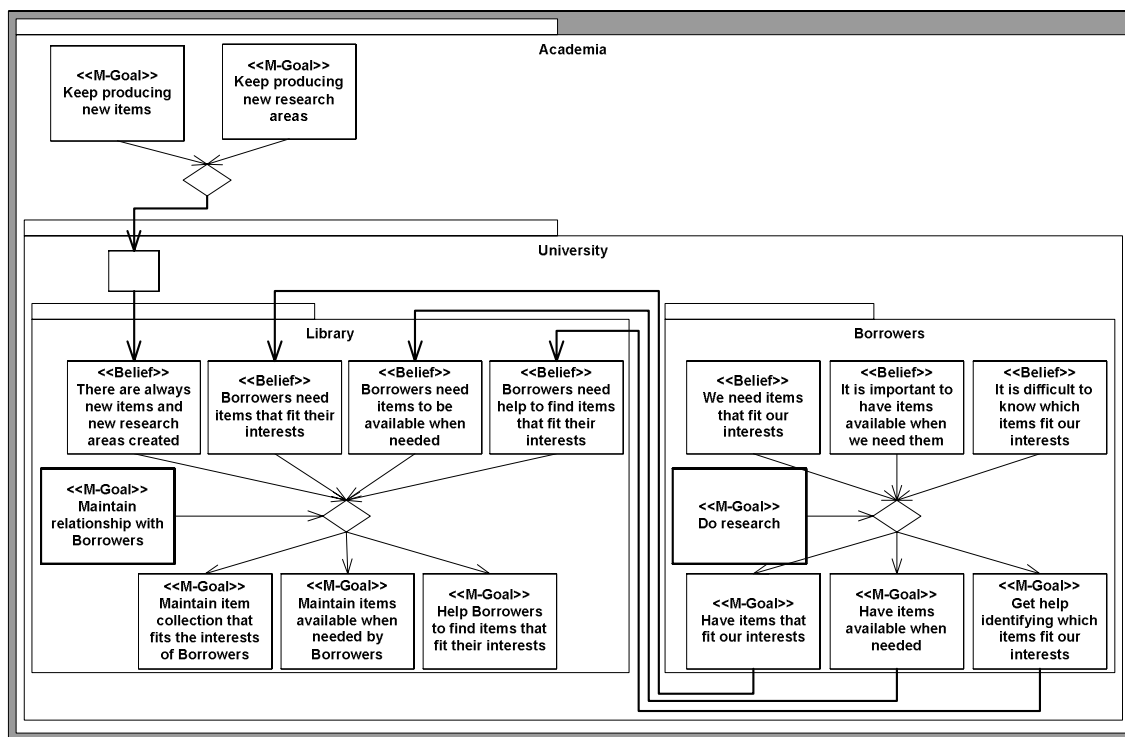 Academia
<<M-Goal>>
Keep producing
new items
<<M-Goal>>
Keep producing
new research
areas
University
Library
<<Belief>>
There are always
new items and
new research
areas created
<<Belief>>
Borrowers need
items that fit their
interests
<<Belief>>
Borrowers need
items to be
available when
needed
<<Belief>>
Borrowers need
help to find items
that fit their
interests
<<M-Goal>>
Maintain
relationship with
Borrowers
<<M-Goal>>
Maintain item
collection that
fits the interests
of Borrowers
<<M-Goal>>
Maintain items
available when
needed by
Borrowers
<<M-Goal>>
Help Borrowers
to find items that
fit their interests
Borrowers
<<Belief>>
We need items
that fit our
interests
<<Belief>>
It is important to
have items
available when
we need them
<<Belief>>
It is difficult to
know which
items fit our
interests
<<M-Goal>>
Do research
<<M-Goal>>
Have items that
fit our interests
<<M-Goal>>
Have items
available when
needed
<<M-Goal>>
Get help
identifying which
items fit our
interests